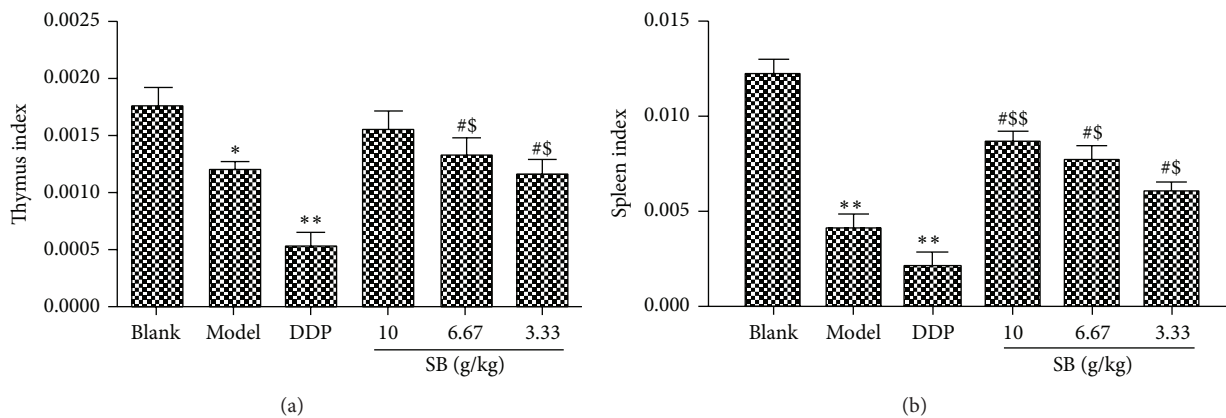 0.0025
0.0020
0.0015
0.0010
0.0005
0.0000
Thymus index
*
**
#$
#$
Blank Model DDP 10 6.67 3.33
SB (g/kg)
(a)
0.015
0.010
0.005
0.000
Spleen index
**
**
#$$
#$
#$
Blank Model DDP 10 6.67 3.33
SB (g/kg)
(b)